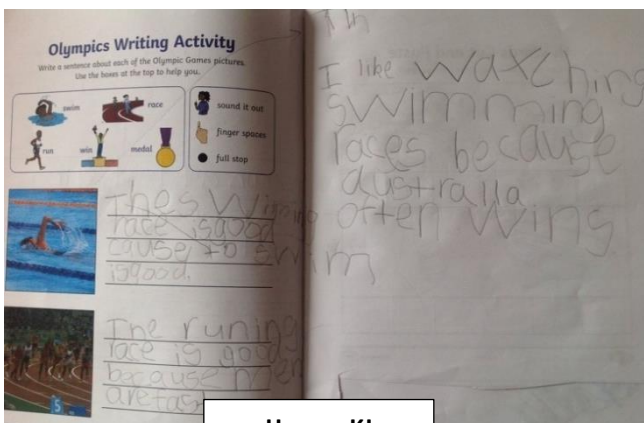 Olympics Writing Activity
Write a sentence about each of the Olympic Games pictures.
Use the boxes at the top to help you.
swim
race
run
win
medal
sound it out
finger spaces
full stop
The swiming
race is good
cause to swim
is good.
The runing
race is good
because men
are fas
5
I like watching
swimming
races because
australia
often wins